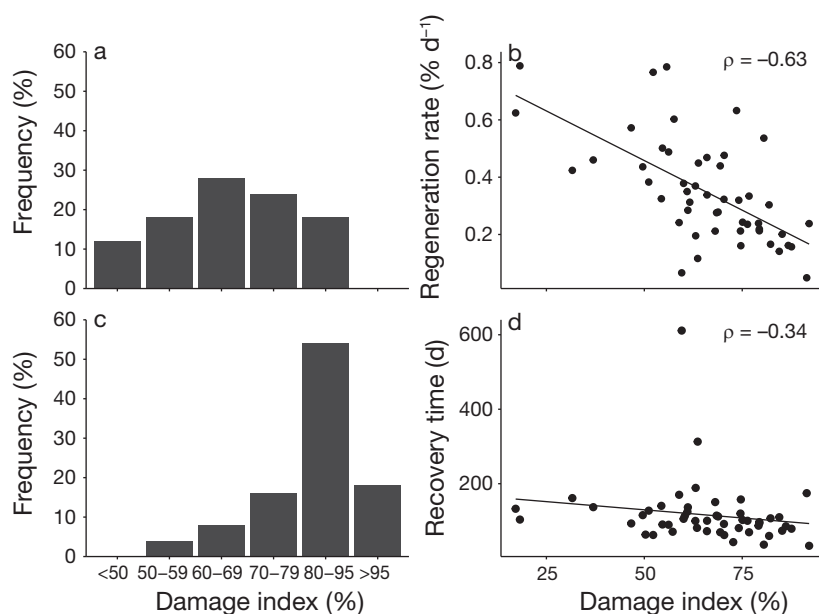 a
Frequency (%)
60
50
40
30
20
10
0
b
ρ = –0.63
Regeneration rate (% d⁻¹)
0.8
0.6
0.4
0.2
c
Frequency (%)
60
50
40
30
20
10
0
<50 50–59 60–69 70–79 80–95 >95
Damage index (%)
d
ρ = –0.34
Recovery time (d)
600
400
200
25 50 75
Damage index (%)